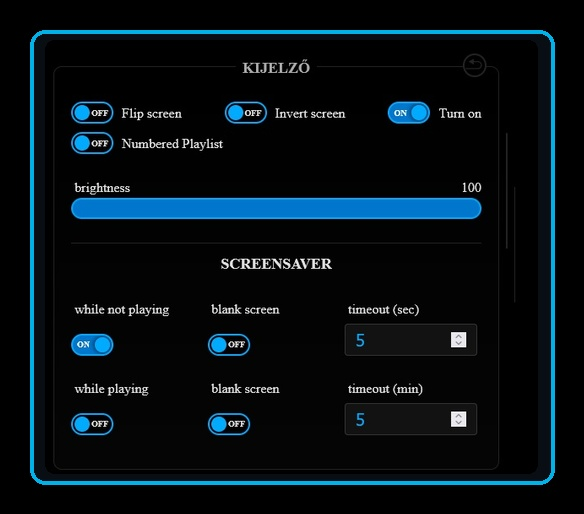 KIJELZŐ
OFF Flip screen OFF Invert screen ON Turn on
OFF Numbered Playlist
brightness 100
SCREENSAVER
while not playing blank screen timeout (sec)
ON OFF 5
while playing blank screen timeout (min)
OFF OFF 5